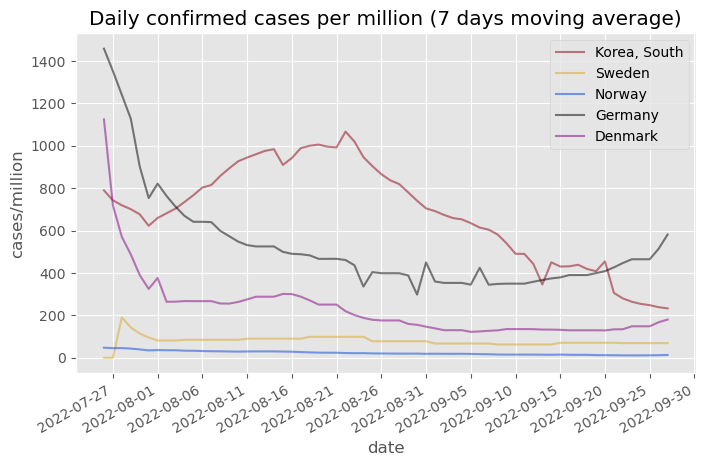 Daily confirmed cases per million (7 days moving average)
Korea, South
Sweden
Norway
Germany
Denmark
cases/million
1400
1200
1000
800
600
400
200
0
2022-07-27
2022-08-01
2022-08-06
2022-08-11
2022-08-16
2022-08-21
2022-08-26
2022-08-31
2022-09-05
2022-09-10
2022-09-15
2022-09-20
2022-09-25
2022-09-30
date